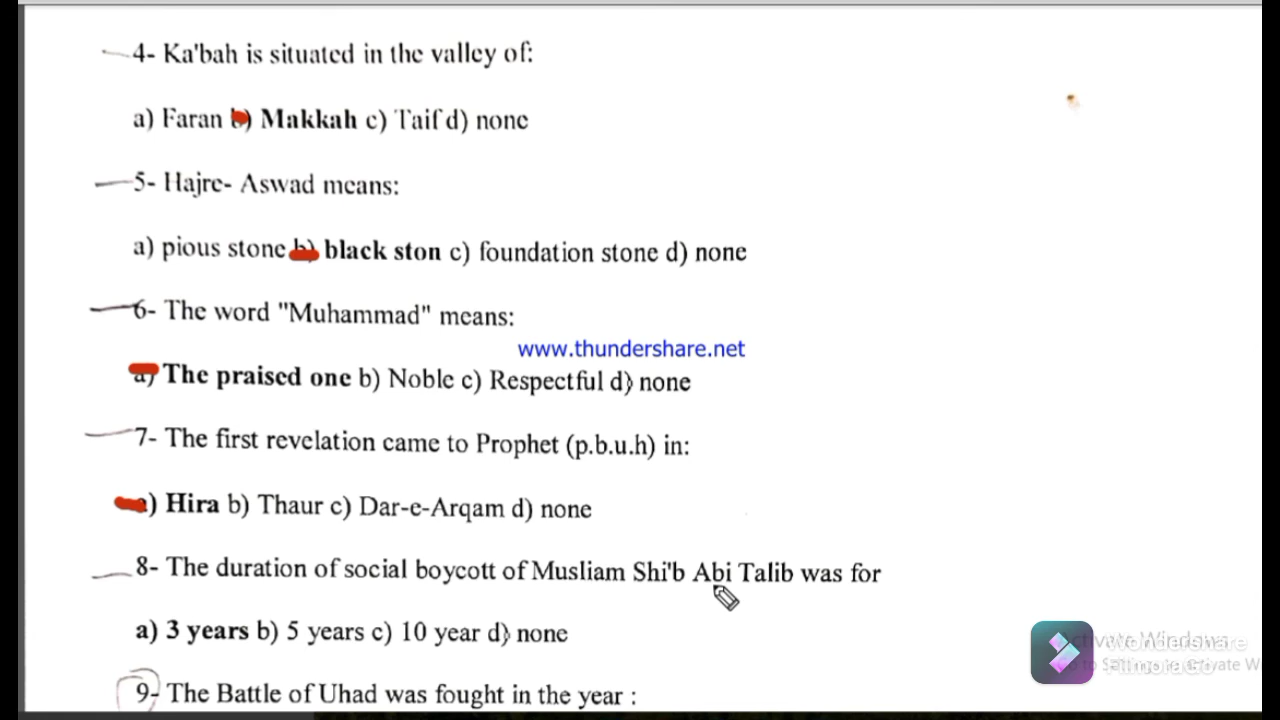 4- Ka'bah is situated in the valley of:
a) Faran b) Makkah c) Taif d) none
5- Hajre- Aswad means:
a) pious stone b) black ston c) foundation stone d) none
6- The word "Muhammad" means:
www.thundershare.net
a) The praised one b) Noble c) Respectful d) none
7- The first revelation came to Prophet (p.b.u.h) in:
a) Hira b) Thaur c) Dar-e-Arqam d) none
8- The duration of social boycott of Musliam Shi'b Abi Talib was for
a) 3 years b) 5 years c) 10 year d) none
Activate Windows
Wondershare
Filmora
9- The Battle of Uhad was fought in the year :